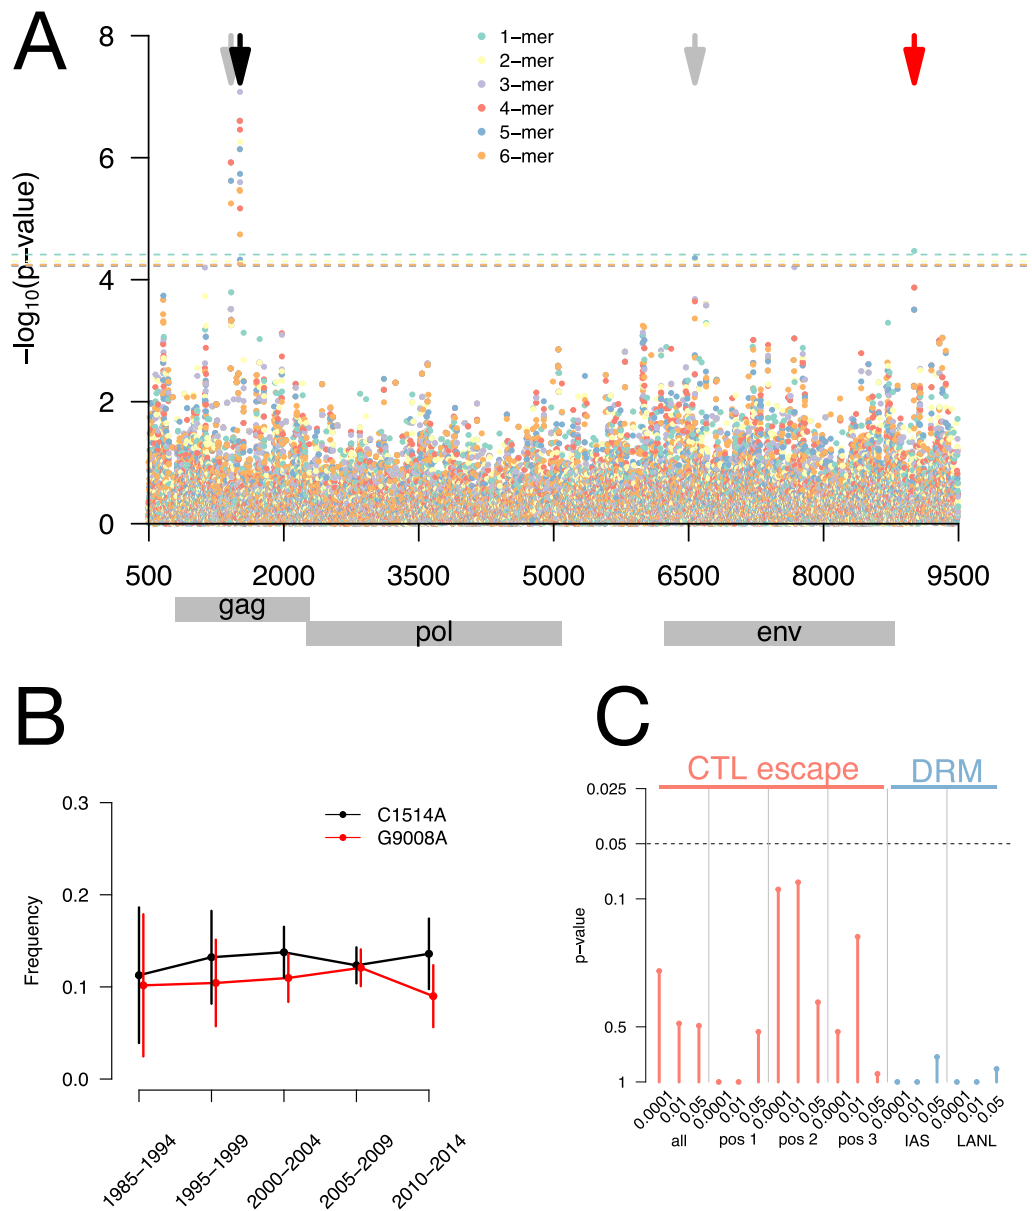 A
8
6
4
2
0
−log10(p−value)
1−mer
2−mer
3−mer
4−mer
5−mer
6−mer
500 2000 3500 5000 6500 8000 9500
gag
pol
env
B
0.3
0.2
0.1
0.0
Frequency
C1514A
G9008A
1985−1994
1995−1999
2000−2004
2005−2009
2010−2014
C
CTL escape DRM
0.025
0.05
0.1
0.5
1
p−value
0.0001 0.01 0.05 0.0001 0.01 0.05 0.0001 0.01 0.05 0.0001 0.01 0.05 0.0001 0.01 0.05 0.0001 0.01 0.05
all pos 1 pos 2 pos 3 IAS LANL